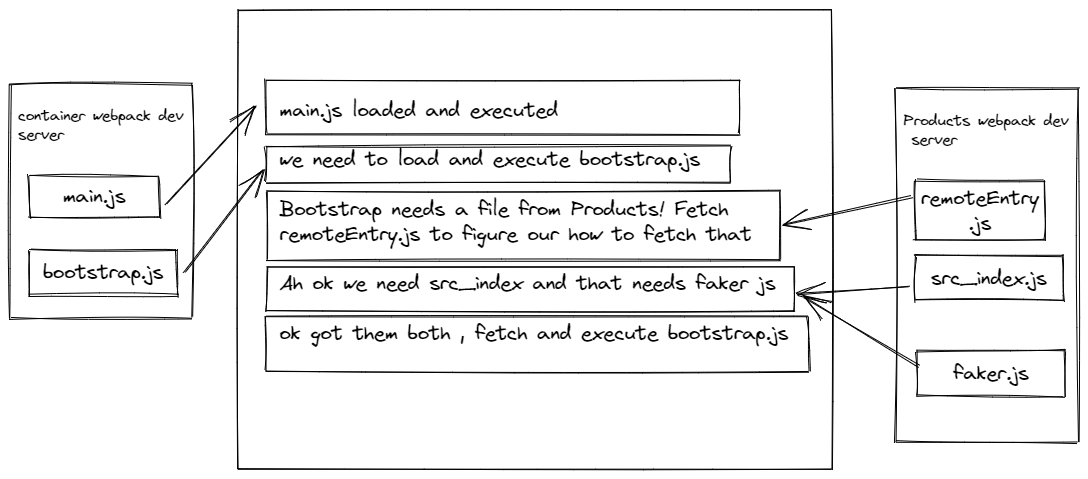 container webpack dev
server
main.js
bootstrap.js
main.js loaded and executed
we need to load and execute bootstrap.js
Bootstrap needs a file from Products! Fetch
remoteEntry.js to figure our how to fetch that
Ah ok we need src_index and that needs faker js
ok got them both , fetch and execute bootstrap.js
Products webpack dev
server
remoteEntry
.js
src_index.js
faker.js